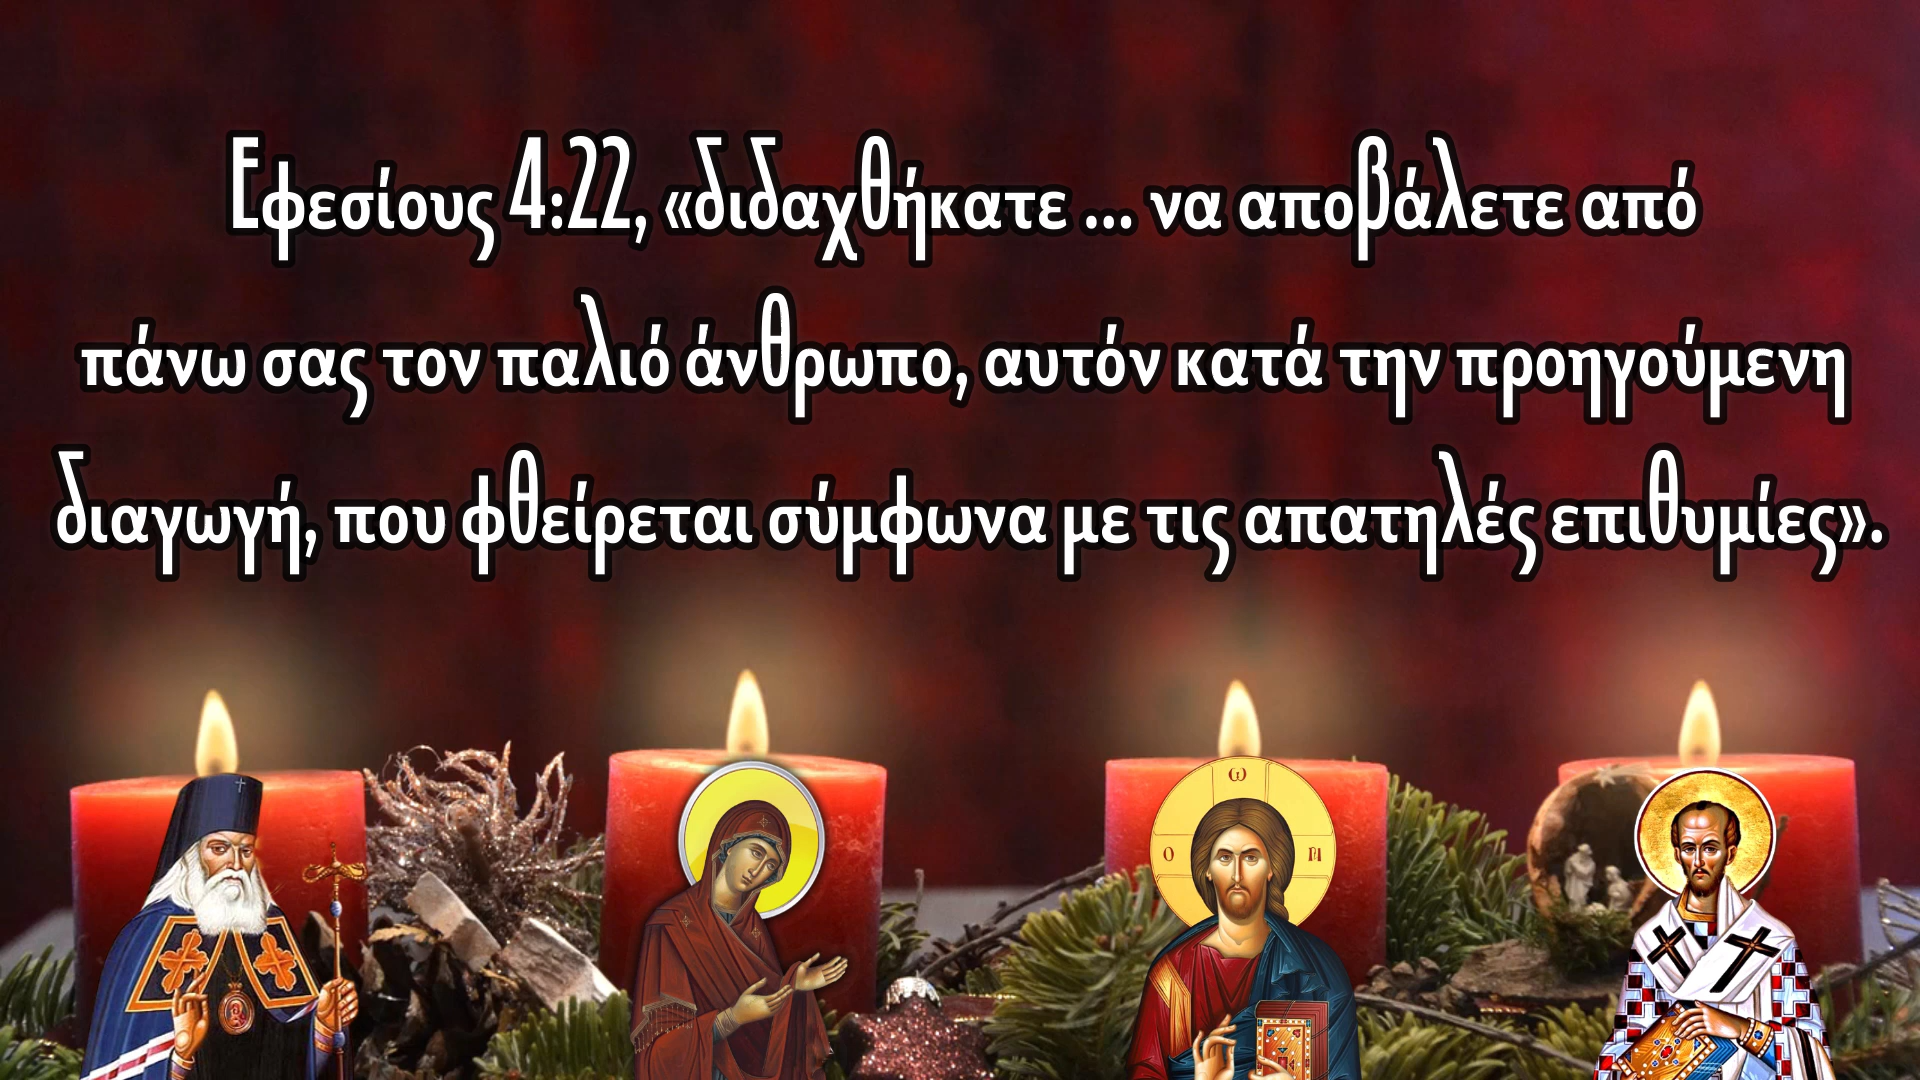 Εφεσίους 4:22, «διδαχθήκατε ... να αποβάλετε από
πάνω σας τον παλιό άνθρωπο, αυτόν κατά την προηγούμενη
διαγωγή, που φθείρεται σύμφωνα με τις απατηλές επιθυμίες».
ω
Ο Ν